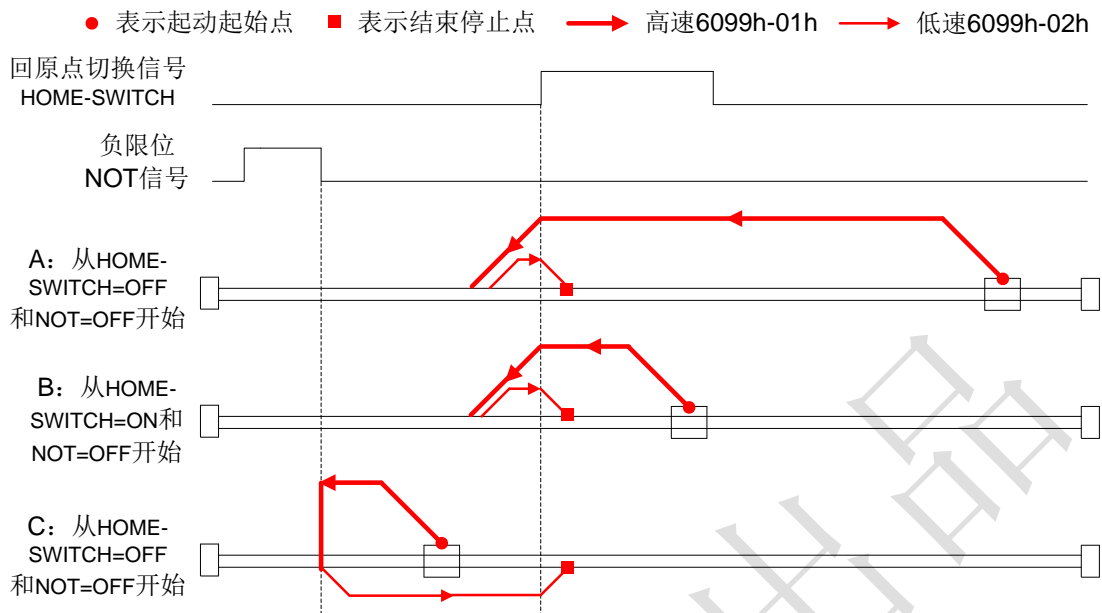 表示起动起始点 表示结束停止点 高速6099h-01h 低速6099h-02h
回原点切换信号
HOME-SWITCH
负限位
NOT信号
A：从HOME-
SWITCH=OFF
和NOT=OFF开始
B：从HOME-
SWITCH=ON和
NOT=OFF开始
C：从HOME-
SWITCH=OFF
和NOT=OFF开始
出品